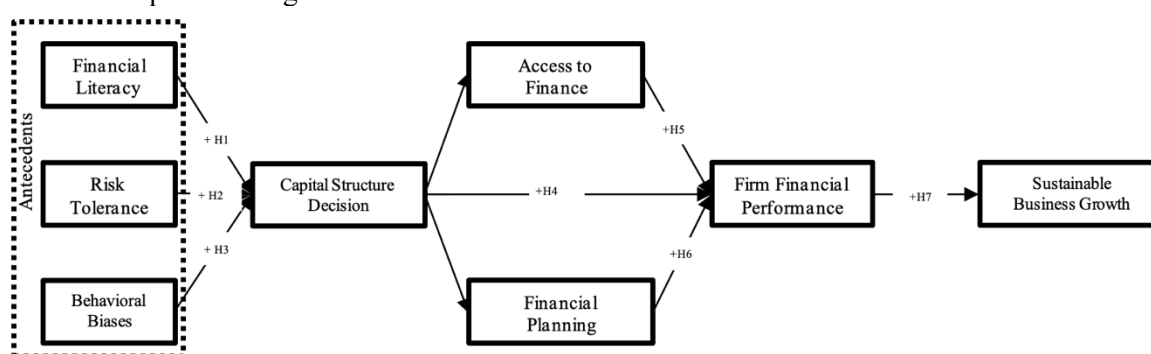 Financial
Literacy
Risk
Tolerance
Behavioral
Biases
Antecedents
+ H1
+ H2
+ H3
Capital Structure
Decision
Access to
Finance
+H4
Financial
Planning
+H5
+H6
Firm Financial
Performance
+H7
Sustainable
Business Growth